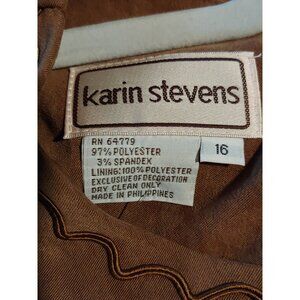 karin stevens
RN 64779
97% POLYESTER
3% SPANDEX
LINING: 100% POLYESTER
EXCLUSIVE OF DECORATION
DRY CLEAN ONLY
MADE IN PHILIPPINES
16